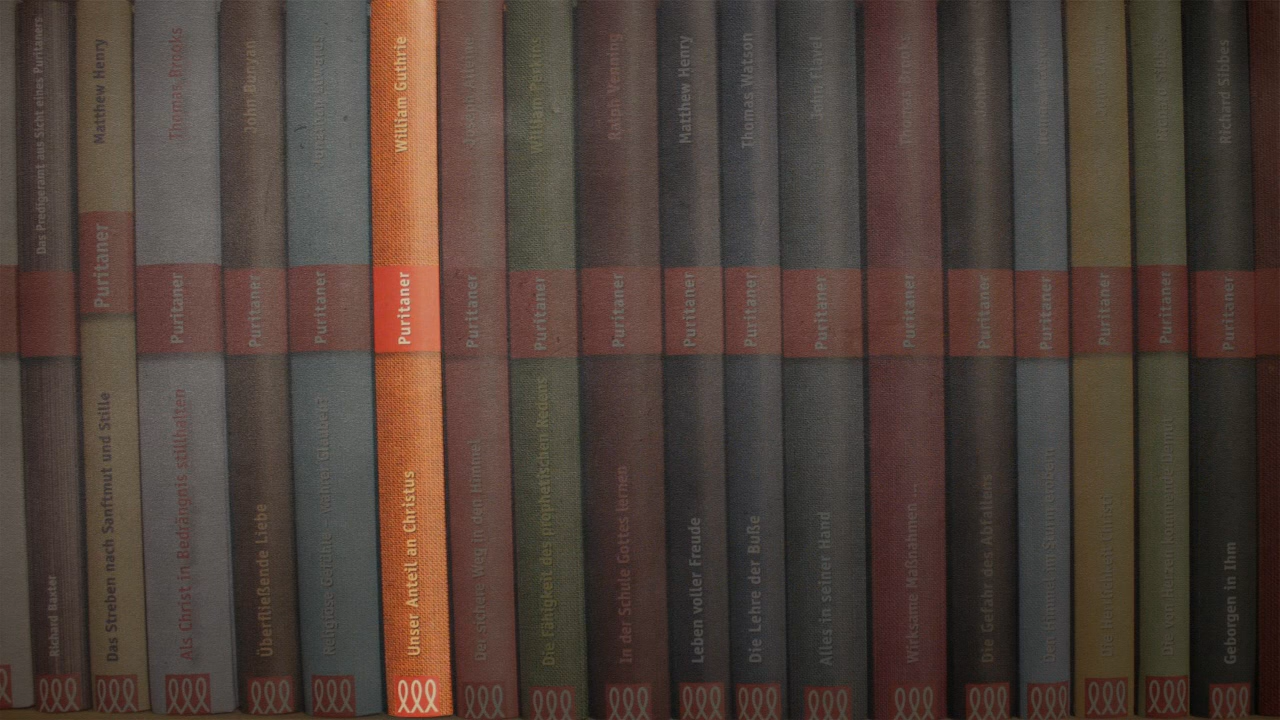 Das Predigeramt aus Sicht eines Puritaners
Richard Baxter
Matthew Henry
Puritaner
Das Streben nach Sanftmut und Stille
Thomas Brooks
Puritaner
Als Christ in Bedrängnis stillhalten
John Bunyan
Puritaner
Überfließende Liebe
Jonathan Edwards
Puritaner
William Guthrie
Puritaner
Unser Anteil an Christus
Puritaner
Der sichere Weg in den Himmel
William Perkins
Puritaner
Die Fähigkeit des prophetischen Redens
Ralph Venning
Puritaner
In der Schule Gottes lernen
Matthew Henry
Puritaner
Leben voller Freude
Thomas Watson
Puritaner
Die Lehre der Buße
John Flavel
Puritaner
Alles in seiner Hand
Thomas Brooks
Puritaner
Wirksame Maßnahmen ...
John Owen
Puritaner
Die Gefahr des Abfallens
Puritaner
Puritaner
Puritaner
Richard Sibbes
Puritaner
Geborgen in Ihm